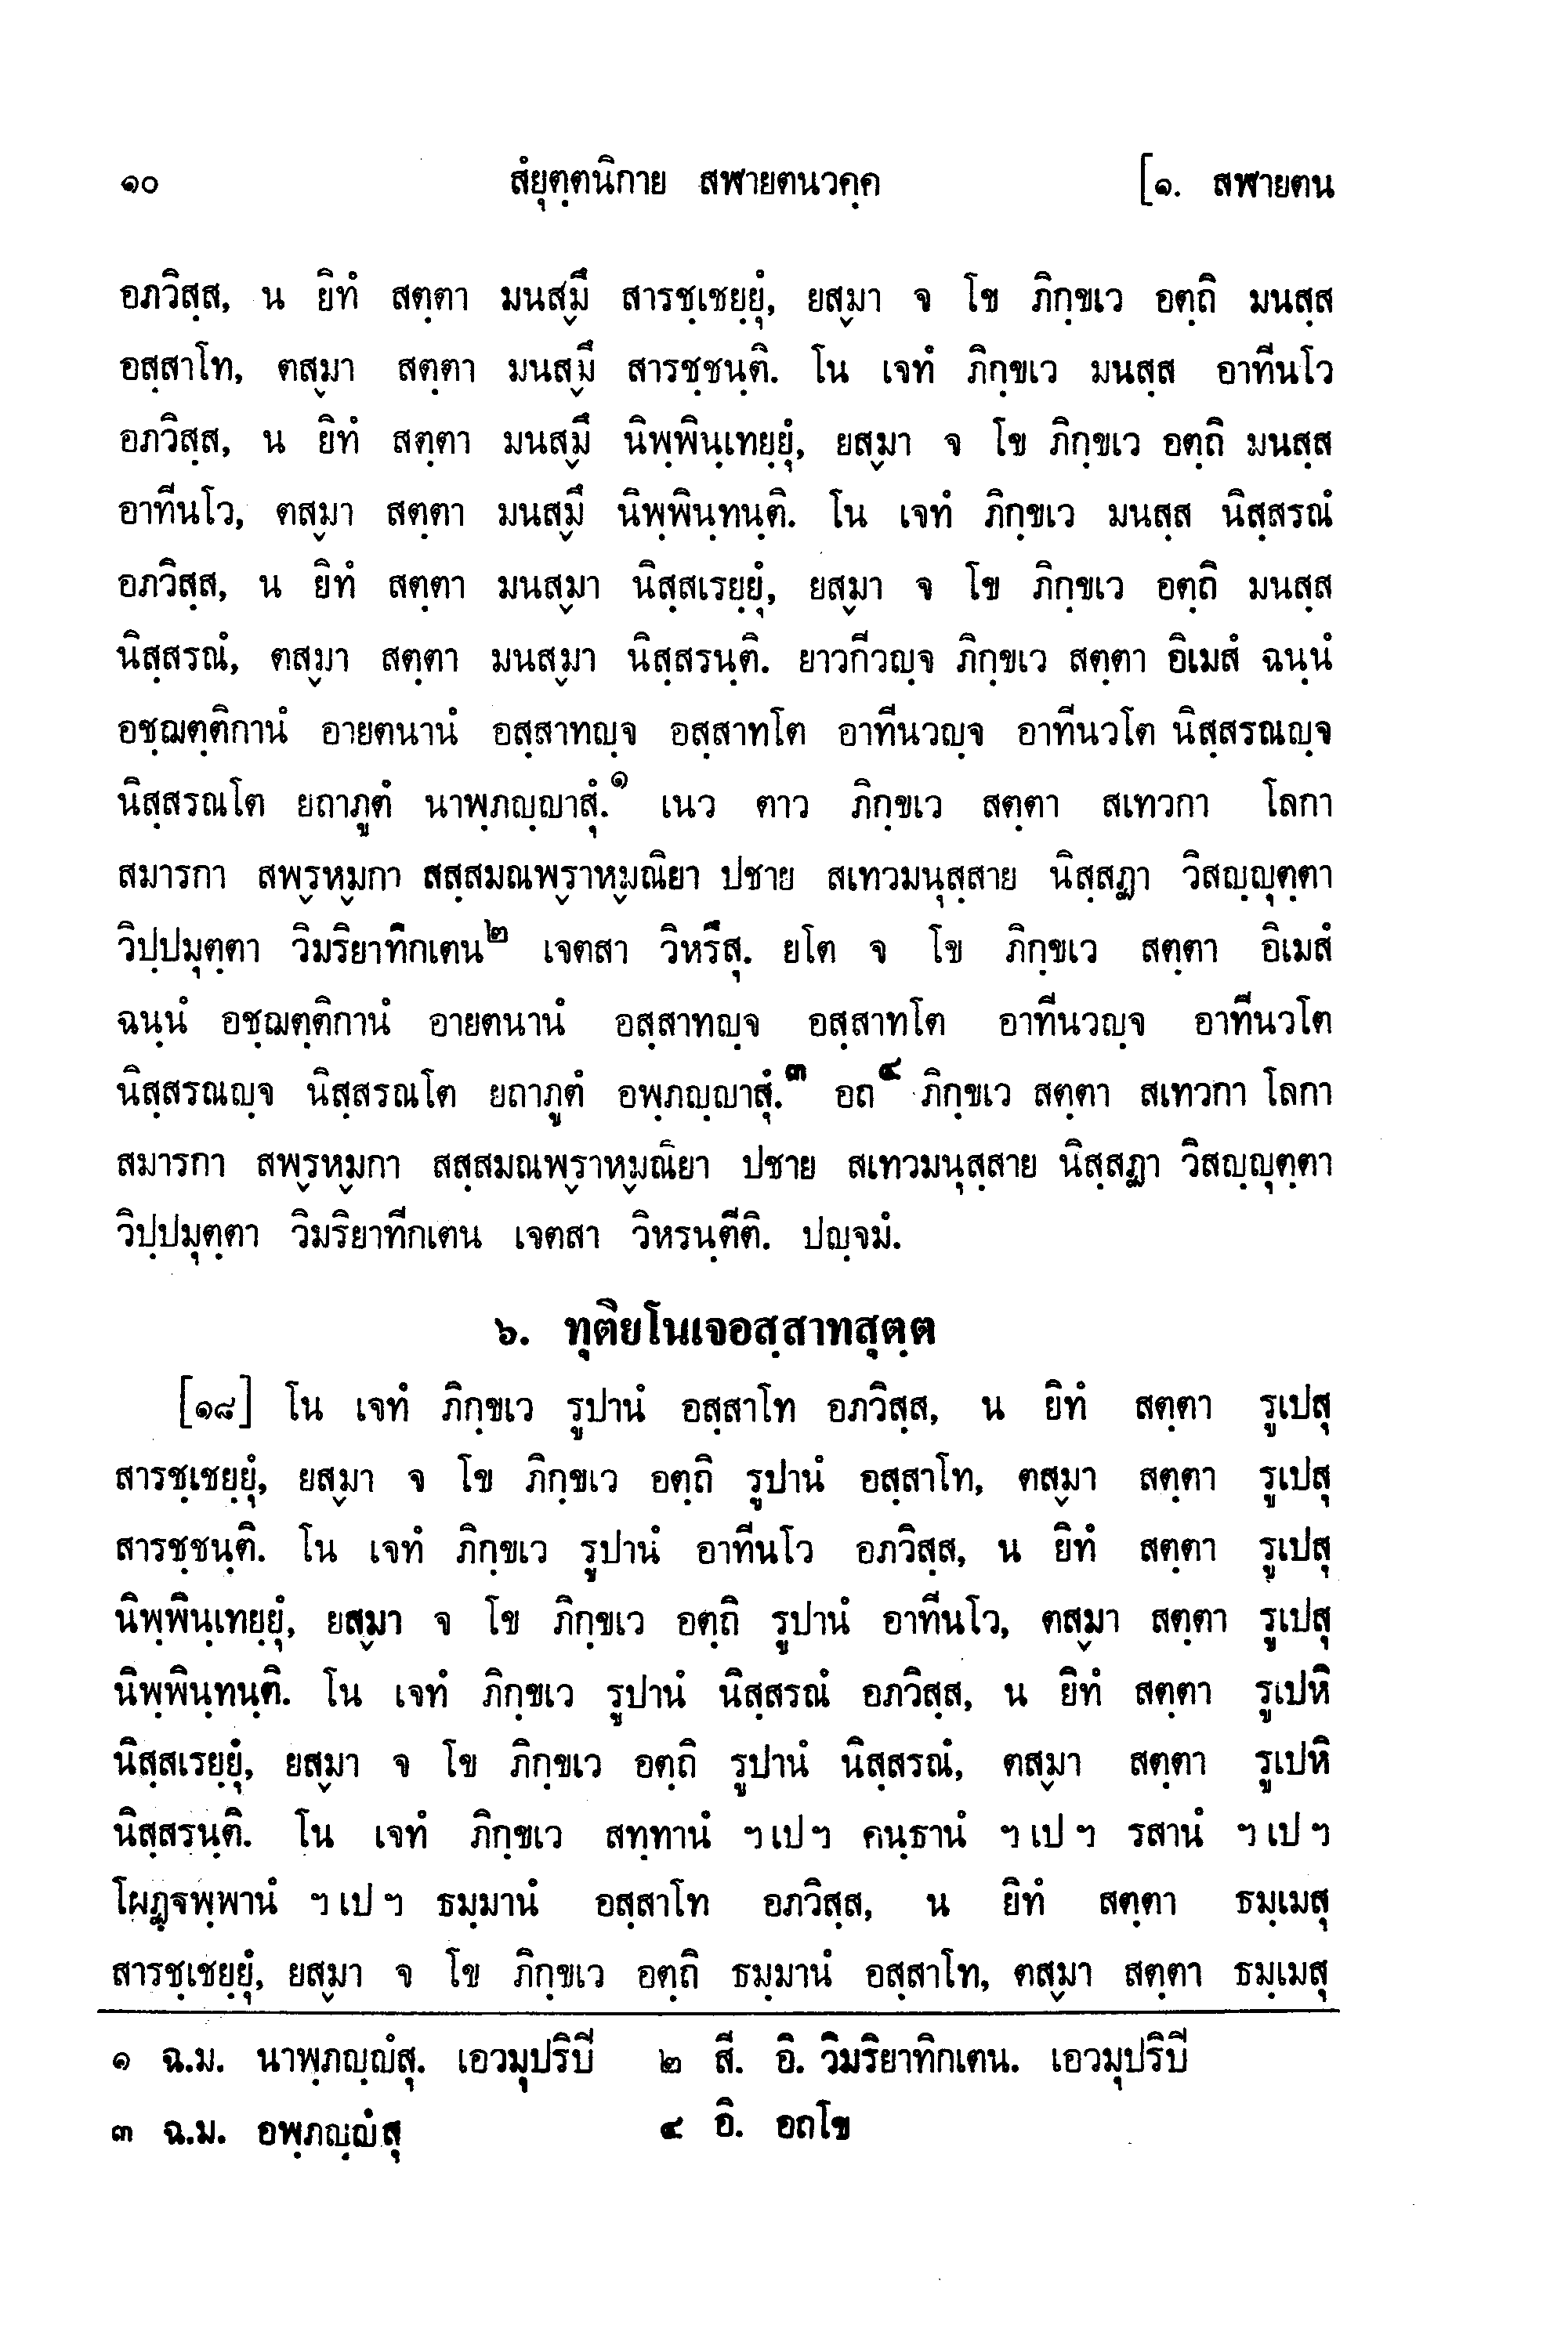 ๑๐ สํยุตฺตนิกาย สฬายตนวคฺค [๑. สฬายตน
อภวิสฺส, น ยิทํ สตฺตา มนสฺมึ สารชฺเชยฺยุํ, ยสฺมา จ โข ภิกฺขเว อตฺถิ มนสฺส
อสฺสาโท, ตสฺมา สตฺตา มนสฺมึ สารชฺชนฺติ. โน เจทํ ภิกฺขเว มนสฺส อาทีนโว
อภวิสฺส, น ยิทํ สตฺตา มนสฺมึ นิพฺพินฺเทยฺยุํ, ยสฺมา จ โข ภิกฺขเว อตฺถิ มนสฺส
อาทีนโว, ตสฺมา สตฺตา มนสฺมึ นิพฺพินฺทนฺติ. โน เจทํ ภิกฺขเว มนสฺส นิสฺสรณํ
อภวิสฺส, น ยิทํ สตฺตา มนสฺมา นิสฺสเรยฺยุํ, ยสฺมา จ โข ภิกฺขเว อตฺถิ มนสฺส
นิสฺสรณํ, ตสฺมา สตฺตา มนสฺมา นิสฺสรนฺติ. ยาวกีวญฺจ ภิกฺขเว สตฺตา อิเมสํ ฉนฺนํ
อชฺฌตฺติกานํ อายตนานํ อสฺสาทญฺจ อสฺสาทโต อาทีนวญฺจ อาทีนวโต นิสฺสรณญฺจ
นิสฺสรณโต ยถาภูตํ นาพฺภญฺญาสุํ.๑ เนว ตาว ภิกฺขเว สตฺตา สเทวกา โลกา
สมารกา สพฺรหฺมกา สสฺสมณพฺราหฺมณิยา ปชาย สเทวมนุสฺสาย นิสฺสฏา วิสญฺญุตฺตา
วิปฺปมุตฺตา วิมริยาทีกเตน๒ เจตสา วิหรึสุ. ยโต จ โข ภิกฺขเว สตฺตา อิเมสํ
ฉนฺนํ อชฺฌตฺติกานํ อายตนานํ อสฺสาทญฺจ อสฺสาทโต อาทีนวญฺจ อาทีนวโต
นิสฺสรณญฺจ นิสฺสรณโต ยถาภูตํ อพฺภญฺญาสุํ.๓ อถ๔ ภิกฺขเว สตฺตา สเทวกา โลกา
สมารกา สพฺรหฺมกา สสฺสมณพฺราหฺมณิยา ปชาย สเทวมนุสฺสาย นิสฺสฏา วิสญฺญุตฺตา
วิปฺปมุตฺตา วิมริยาทีกเตน เจตสา วิหรนฺตีติ. ปญฺจมํ.
๖. ทุติยโนเจอสฺสาทสุตฺต
[๑๘] โน เจทํ ภิกฺขเว รูปานํ อสฺสาโท อภวิสฺส, น ยิทํ สตฺตา รูเปสุ
สารชฺเชยฺยุํ, ยสฺมา จ โข ภิกฺขเว อตฺถิ รูปานํ อสฺสาโท, ตสฺมา สตฺตา รูเปสุ
สารชฺชนฺติ. โน เจทํ ภิกฺขเว รูปานํ อาทีนโว อภวิสฺส, น ยิทํ สตฺตา รูเปสุ
นิพฺพินฺเทยฺยุํ, ยสฺมา จ โข ภิกฺขเว อตฺถิ รูปานํ อาทีนโว, ตสฺมา สตฺตา รูเปสุ
นิพฺพินฺทนฺติ. โน เจทํ ภิกฺขเว รูปานํ นิสฺสรณํ อภวิสฺส, น ยิทํ สตฺตา รูเปหิ
นิสฺสเรยฺยุํ, ยสฺมา จ โข ภิกฺขเว อตฺถิ รูปานํ นิสฺสรณํ, ตสฺมา สตฺตา รูเปหิ
นิสฺสรนฺติ. โน เจทํ ภิกฺขเว สทฺทานํ ฯ เป ฯ คนฺธานํ ฯ เป ฯ รสานํ ฯ เป ฯ
โผฏฺฐพฺพานํ ฯ เป ฯ ธมฺมานํ อสฺสาโท อภวิสฺส, น ยิทํ สตฺตา ธมฺเมสุ
สารชฺเชยฺยุํ, ยสฺมา จ โข ภิกฺขเว อตฺถิ ธมฺมานํ อสฺสาโท, ตสฺมา สตฺตา ธมฺเมสุ
๑ ฉ.ม. นาพฺภญฺญํสุ. เอวมุปริปี ๒ สี. อิ. วิมริยาทิกเตน. เอวมุปริปี
๓ ฉ.ม. อพฺภญฺญํสุ ๔ อิ. อถโข